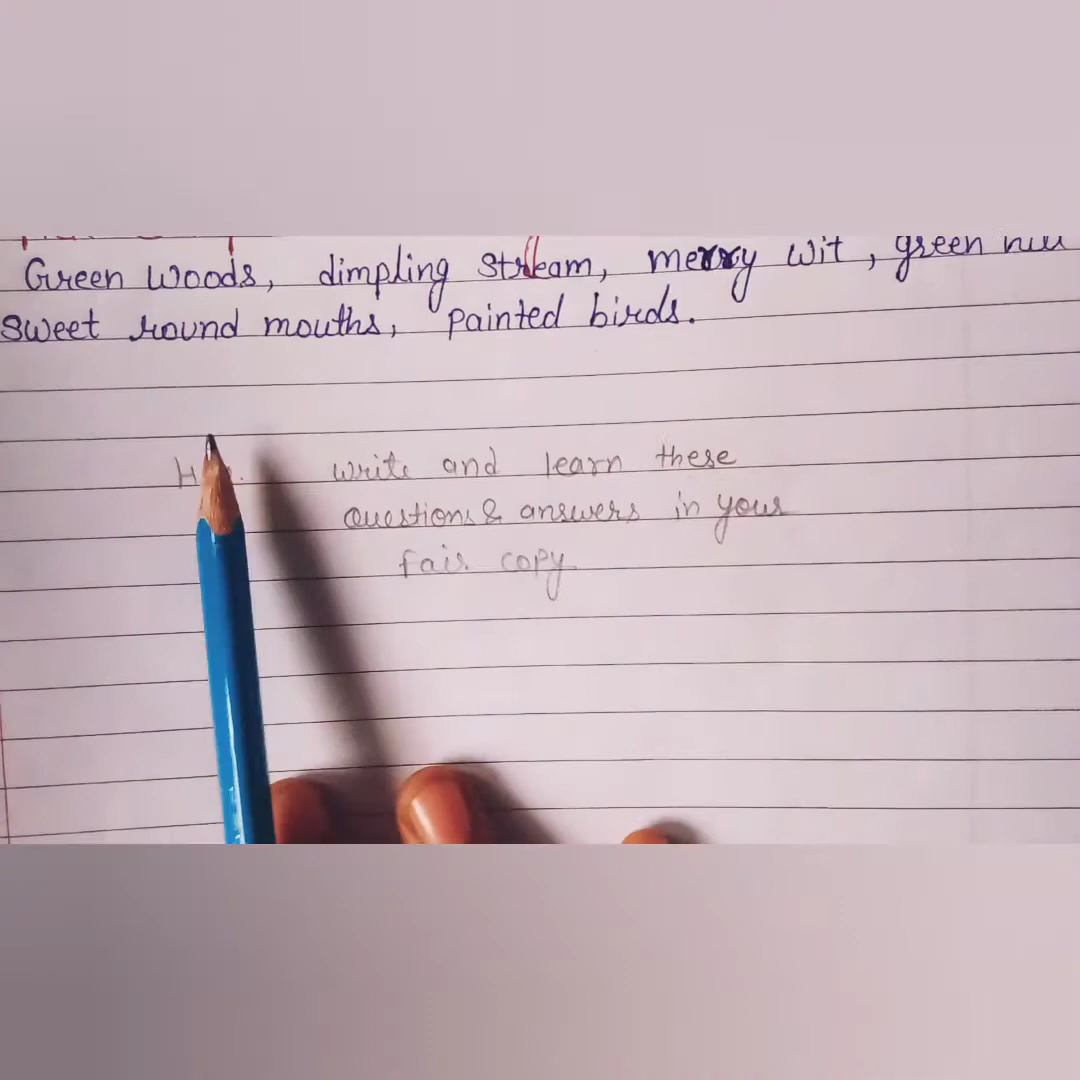 Green woods, dimpling stream, merry wit, green
sweet round mouths, painted birds.
write and learn these
questions & answers in your
fair copy